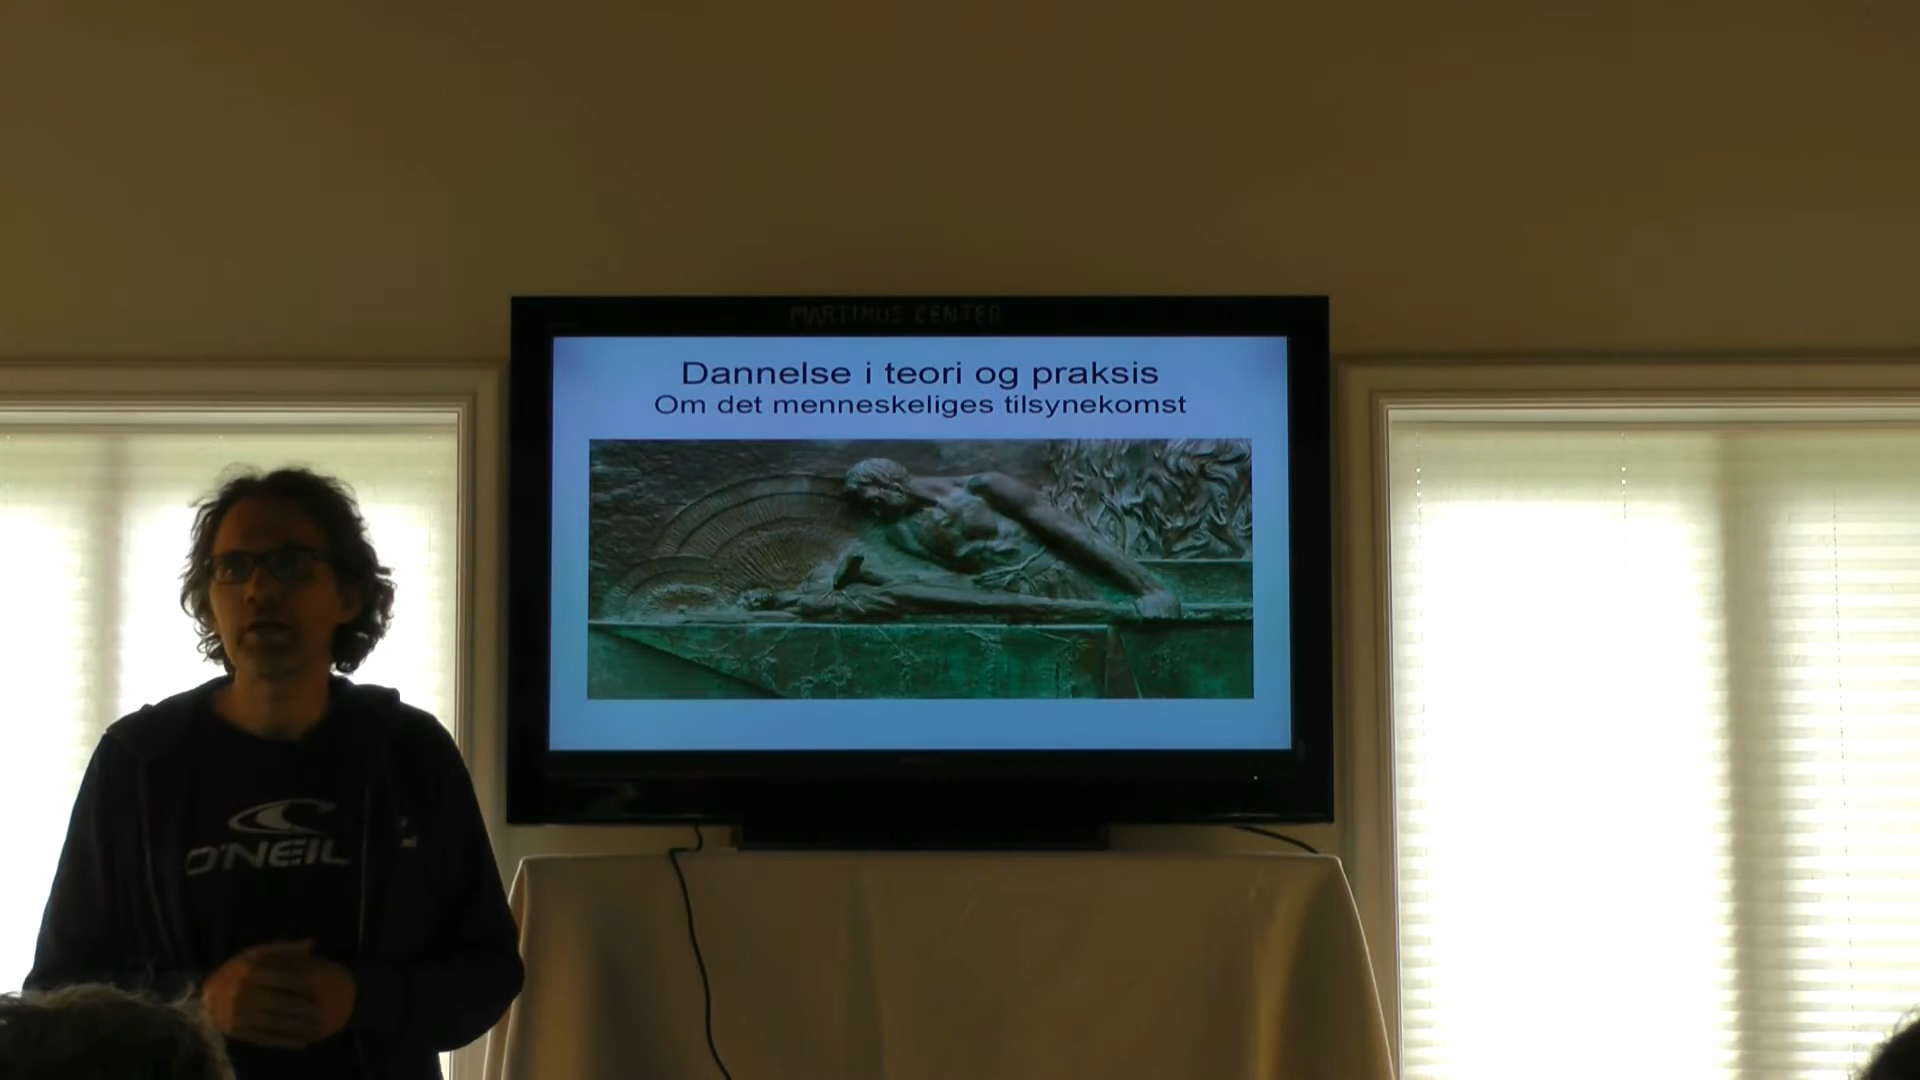 MARTINUS CENTER
Dannelse i teori og praksis
Om det menneskeliges tilsynekomst
O'NEIL